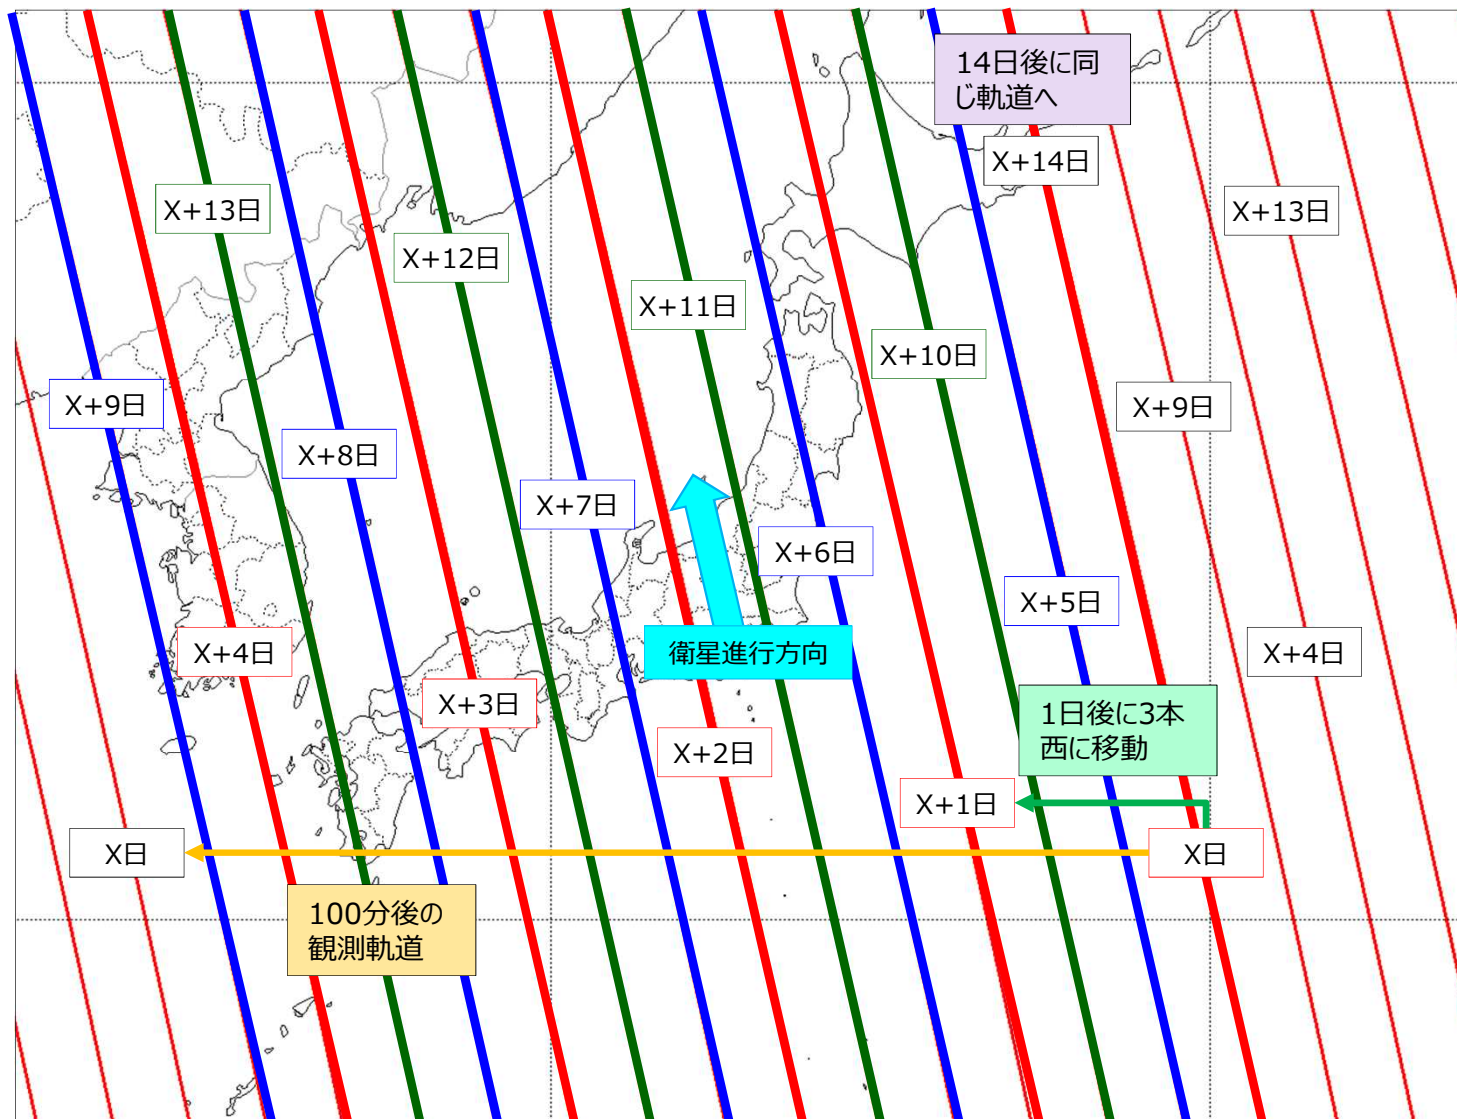 14日後に同
じ軌道へ
X+14日
X+13日
X+13日
X+12日
X+11日
X+10日
X+9日
X+9日
X+8日
X+7日
X+6日
X+5日
衛星進行方向
X+4日
X+4日
X+3日
1日後に3本
西に移動
X+2日
X+1日
X日
X日
100分後の
観測軌道